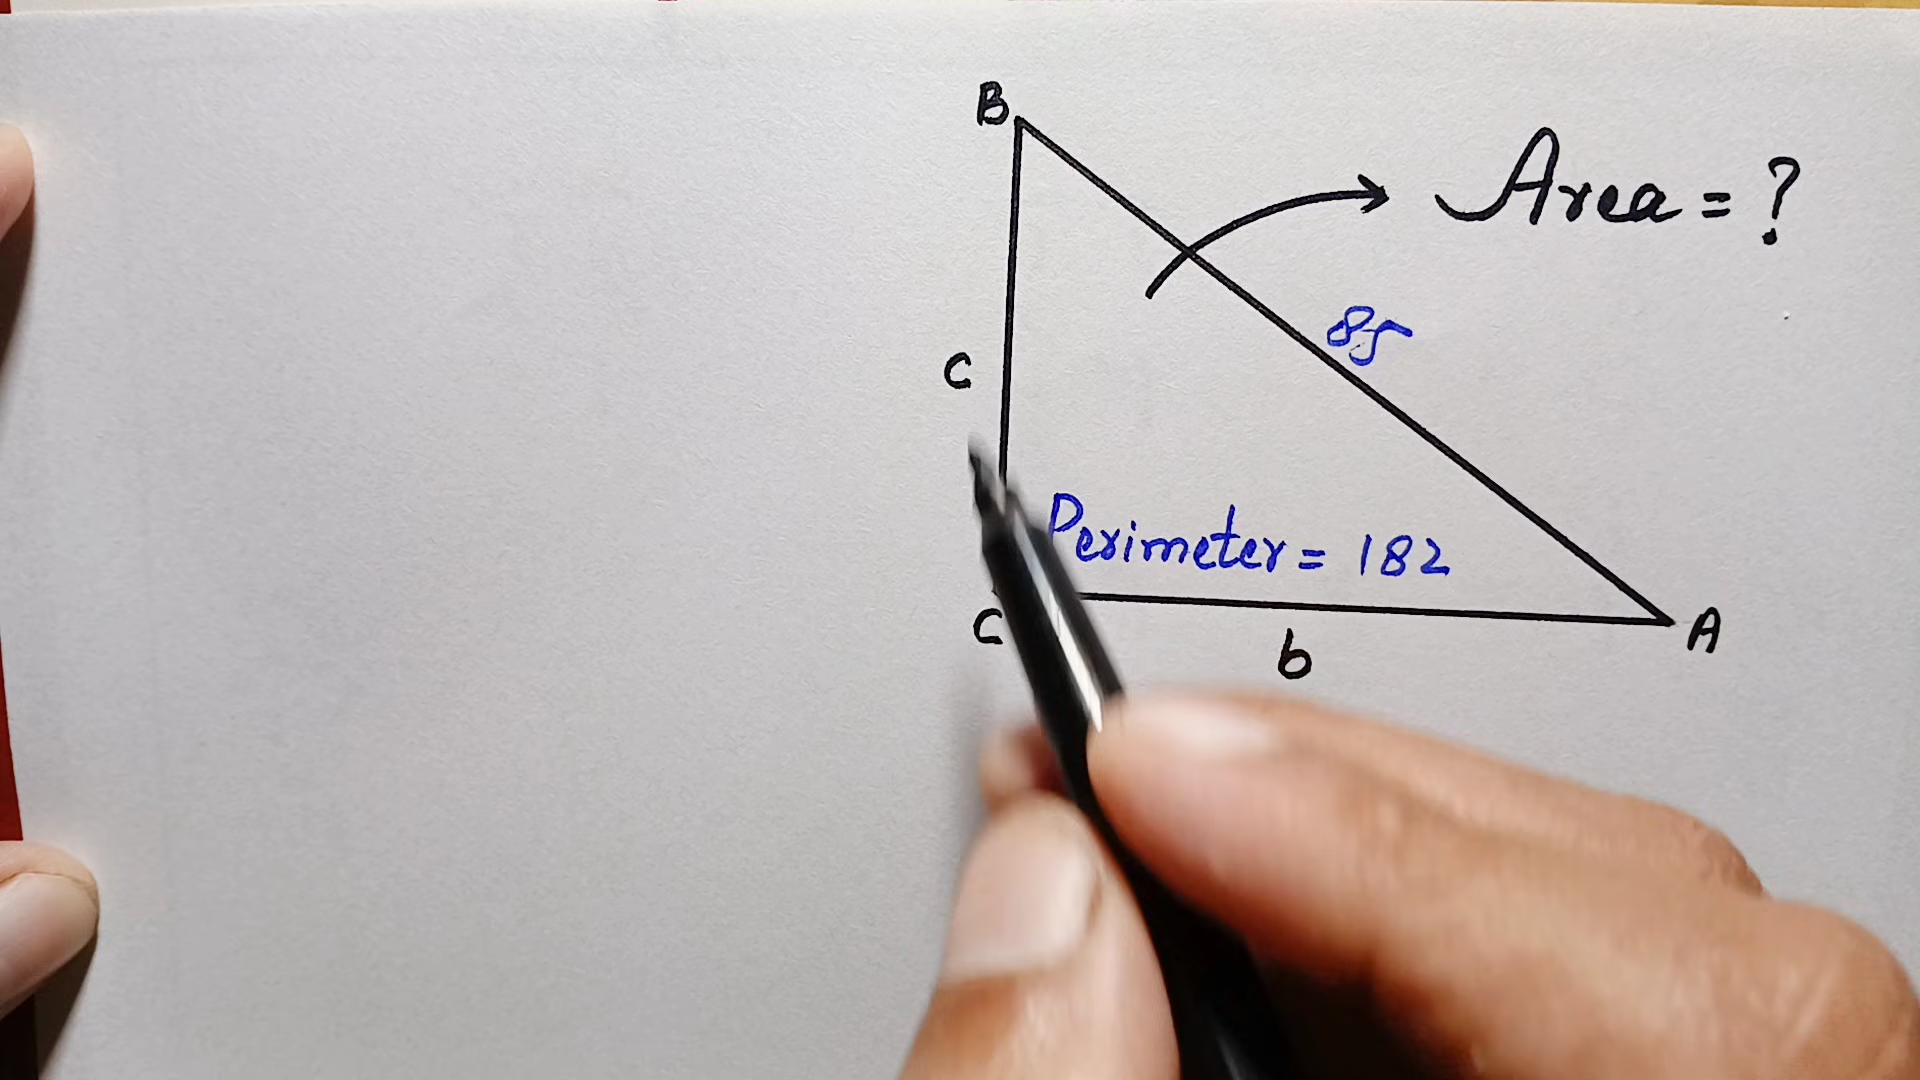 B
Area = ?
85
C
Perimeter = 182
C
A
b